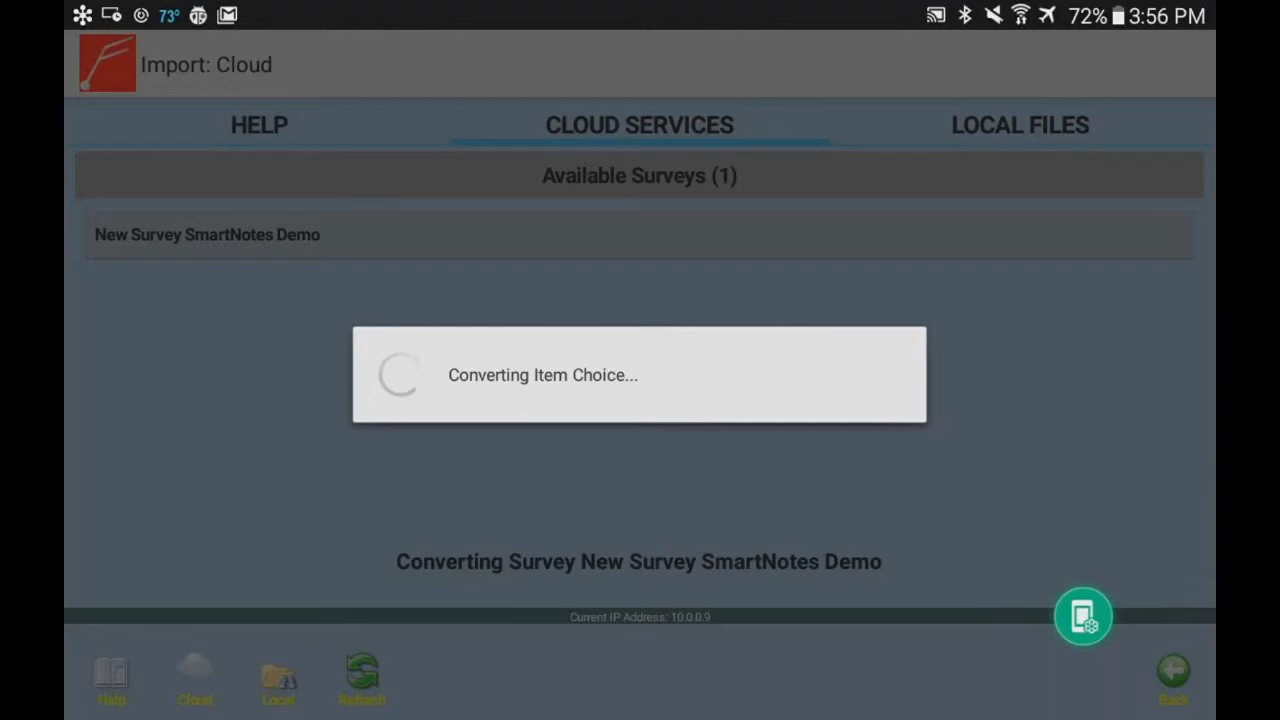 73° 72% 3:56 PM
Import: Cloud
HELP CLOUD SERVICES LOCAL FILES
Available Surveys (1)
New Survey SmartNotes Demo
Converting Item Choice...
Converting Survey New Survey SmartNotes Demo
Current IP Address: 10.0.0.9
Help Cloud Local Refresh Back